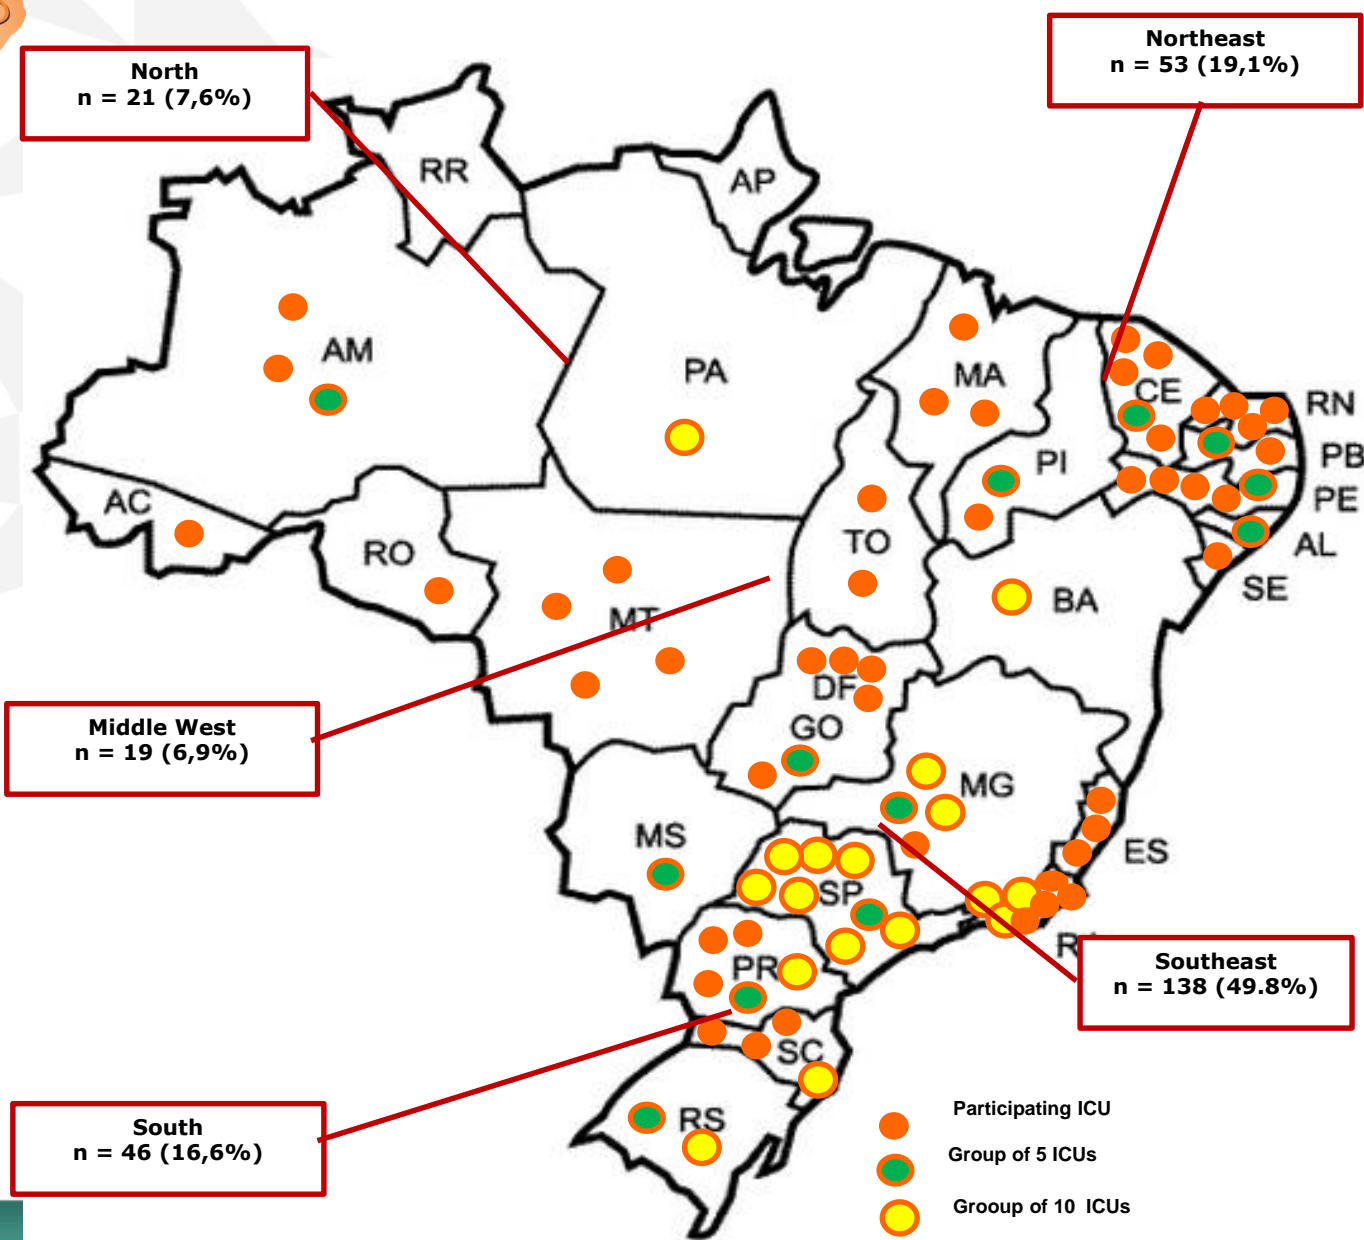 North
n = 21 (7,6%)
Northeast
n = 53 (19,1%)
RR
AP
AM
PA
MA
CE
RN
PI
PB
PE
AC
TO
AL
RO
SE
BA
MT
DF
GO
Middle West
n = 19 (6,9%)
MG
MS
ES
SP
PR
Southeast
n = 138 (49.8%)
SC
South
n = 46 (16,6%)
RS
Participating ICU
Group of 5 ICUs
Grooup of 10 ICUs